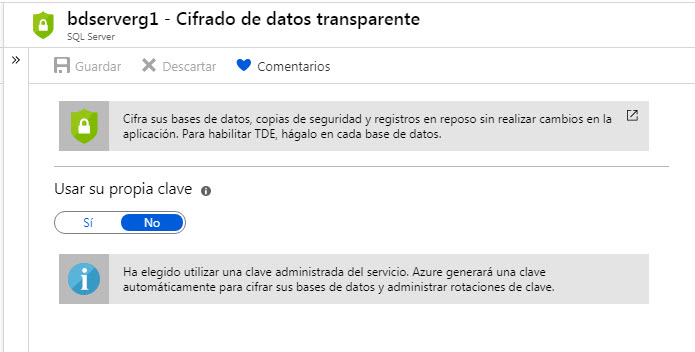 bdserverg1 - Cifrado de datos transparente
SQL Server
»
Guardar Descartar Comentarios
Cifra sus bases de datos, copias de seguridad y registros en reposo sin realizar cambios en la
aplicación. Para habilitar TDE, hágalo en cada base de datos.
Usar su propia clave
Sí No
Ha elegido utilizar una clave administrada del servicio. Azure generará una clave
automáticamente para cifrar sus bases de datos y administrar rotaciones de clave.